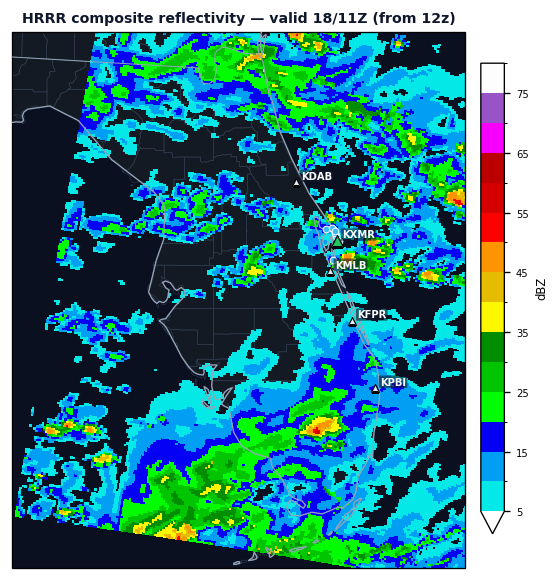 HRRR composite reflectivity — valid 18/11Z (from 12z)
KDAB
KXMR
KMLB
KFPR
KPBI
75
65
55
45
35
25
15
5
dBZ